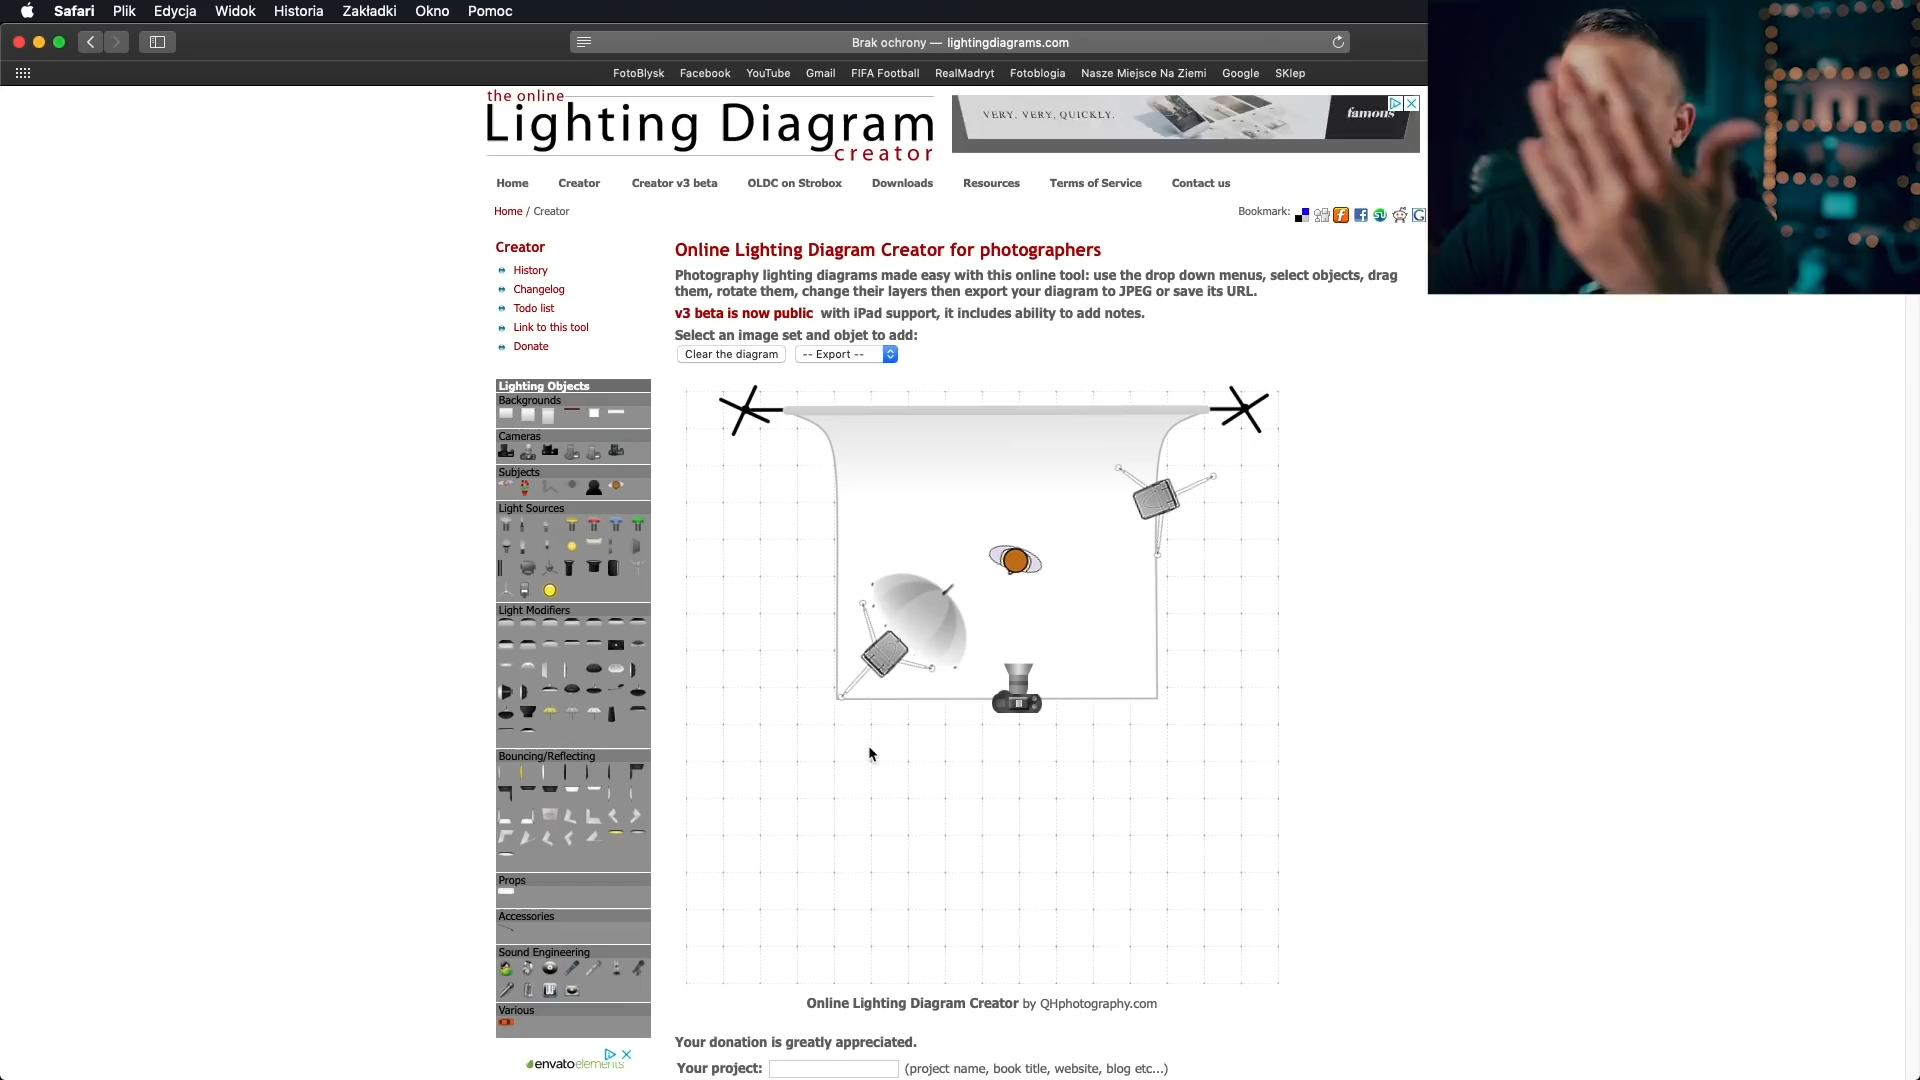 Safari Plik Edycja Widok Historia Zakładki Okno Pomoc
Brak ochrony — lightingdiagrams.com
FotoBlysk Facebook YouTube Gmail FIFA Football RealMadryt Fotoblogia Nasze Miejsce Na Ziemi Google SKlep
the online
Lighting Diagram
creator
VERY, VERY, QUICKLY.
famous
Home Creator Creator v3 beta OLDC on Strobox Downloads Resources Terms of Service Contact us
Home / Creator
Bookmark:
Creator
History
Changelog
Todo list
Link to this tool
Donate
Online Lighting Diagram Creator for photographers
Photography lighting diagrams made easy with this online tool: use the drop down menus, select objects, drag
them, rotate them, change their layers then export your diagram to JPEG or save its URL.
v3 beta is now public with iPad support, it includes ability to add notes.
Select an image set and objet to add:
Clear the diagram -- Export --
Lighting Objects
Backgrounds
Cameras
Subjects
Light Sources
Light Modifiers
Bouncing/Reflecting
Props
Accessories
Sound Engineering
Various
envatoelements
Online Lighting Diagram Creator by QHphotography.com
Your donation is greatly appreciated.
Your project: (project name, book title, website, blog etc...)